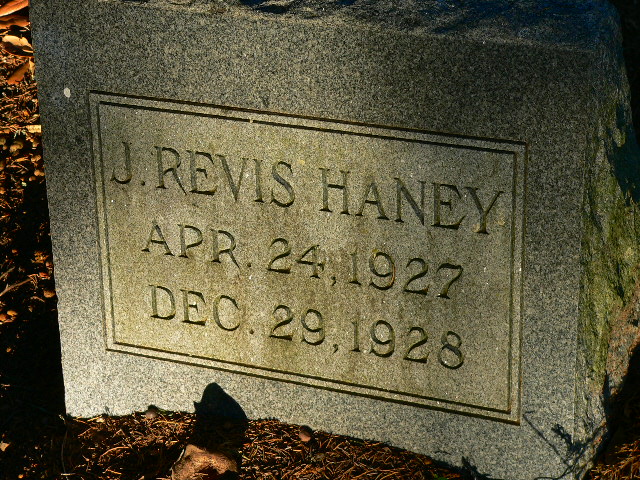 J. REVIS HANEY
APR. 24, 1927
DEC. 29, 1928